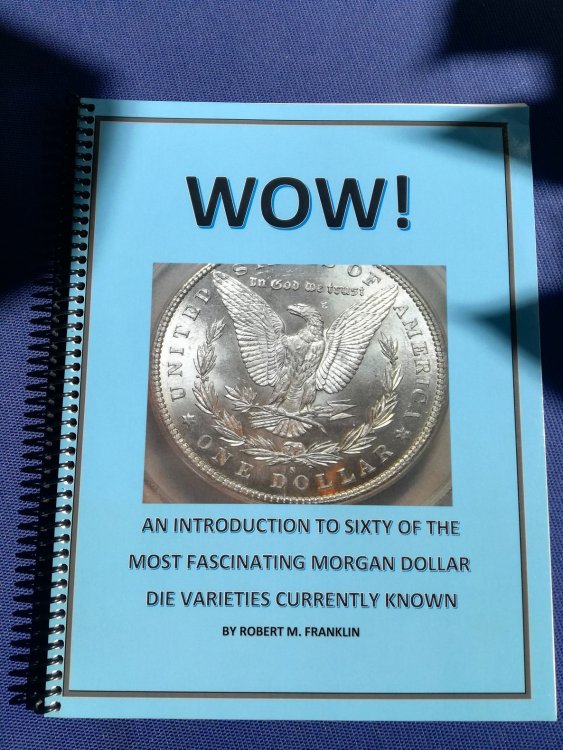 WOW!
UNITED STATES OF AMERICA
In God we trust
ONE DOLLAR
AN INTRODUCTION TO SIXTY OF THE
MOST FASCINATING MORGAN DOLLAR
DIE VARIETIES CURRENTLY KNOWN
BY ROBERT M. FRANKLIN